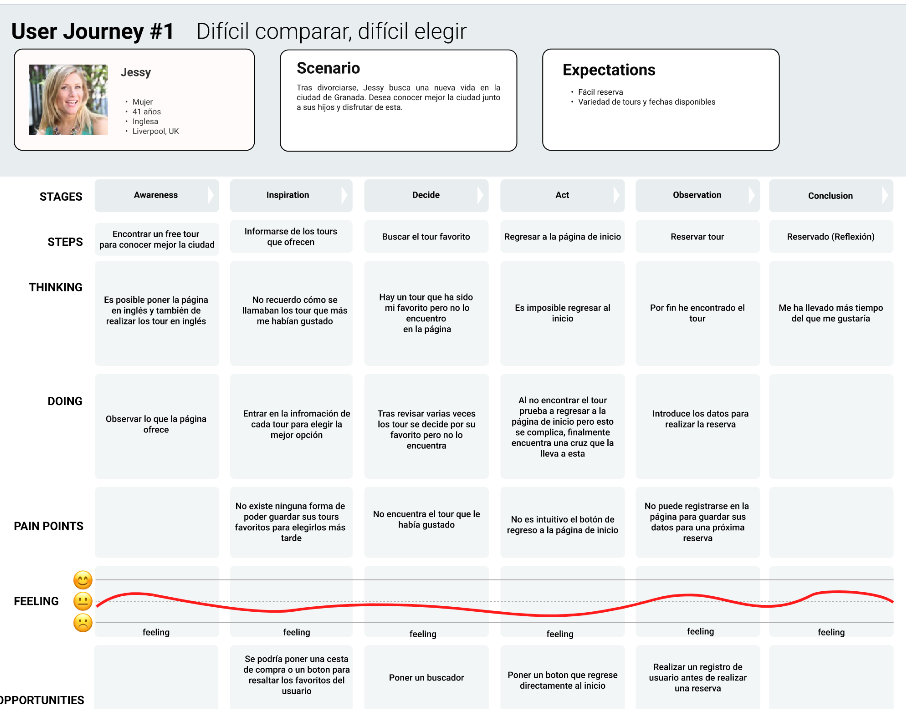 User Journey #1 Difícil comparar, difícil elegir
Jessy
• Mujer
• 41 años
• Inglesa
• Liverpool, UK
Scenario
Tras divorciarse, Jessy busca una nueva vida en la
ciudad de Granada. Desea conocer mejor la ciudad junto
a sus hijos y disfrutar de esta.
Expectations
• Fácil reserva
• Variedad de tours y fechas disponibles
STAGES
Awareness
Inspiration
Decide
Act
Observation
Conclusion
STEPS
Encontrar un free tour
para conocer mejor la ciudad
Informarse de los tours
que ofrecen
Buscar el tour favorito
Regresar a la página de inicio
Reservar tour
Reservado (Reflexión)
THINKING
Es posible poner la página
en inglés y también de
realizar los tour en inglés
No recuerdo cómo se
llamaban los tour que más
me habían gustado
Hay un tour que ha sido
mi favorito pero no lo
encuentro
en la página
Es imposible regresar al
inicio
Por fin he encontrado el
tour
Me ha llevado más tiempo
del que me gustaría
DOING
Observar lo que la página
ofrece
Entrar en la infromación de
cada tour para elegir la
mejor opción
Tras revisar varias veces
los tour se decide por su
favorito pero no lo
encuentra
Al no encontrar el tour
prueba a regresar a la
página de inicio pero esto
se complica, finalmente
encuentra una cruz que la
lleva a esta
Introduce los datos para
realizar la reserva
PAIN POINTS
No existe ninguna forma de
poder guardar sus tours
favoritos para elegirlos más
tarde
No encuentra el tour que le
había gustado
No es intuitivo el botón de
regreso a la página de inicio
No puede registrarse en la
página para guardar sus
datos para una próxima
reserva
FEELING
feeling
feeling
feeling
feeling
feeling
feeling
OPPORTUNITIES
Se podría poner una cesta
de compra o un boton para
resaltar los favoritos del
usuario
Poner un buscador
Poner un boton que regrese
directamente al inicio
Realizar un registro de
usuario antes de realizar
una reserva